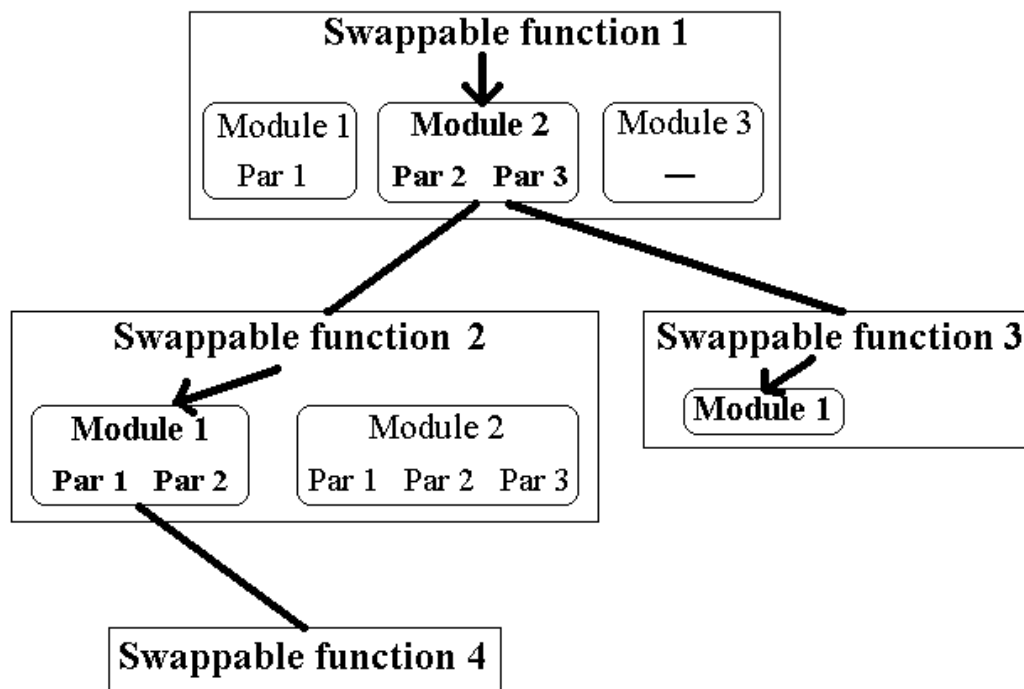 Swappable function 1
Module 1 Module 2 Module 3
Par 1 Par 2 Par 3 —
Swappable function 2 Swappable function 3
Module 1 Module 2 Module 1
Par 1 Par 2 Par 1 Par 2 Par 3
Swappable function 4